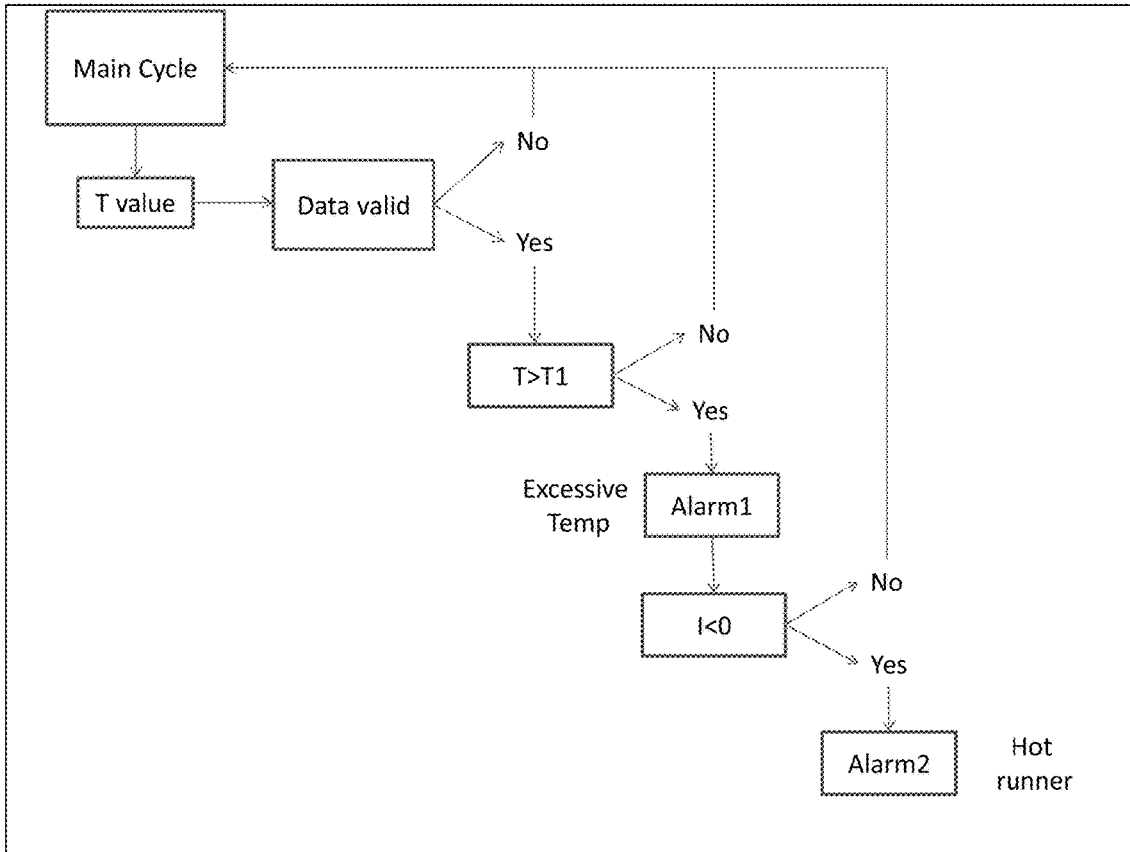 Main Cycle
No
T value
Data valid
Yes
No
T>T1
Yes
Excessive
Temp
Alarm1
No
I<0
Yes
Alarm2
Hot
runner